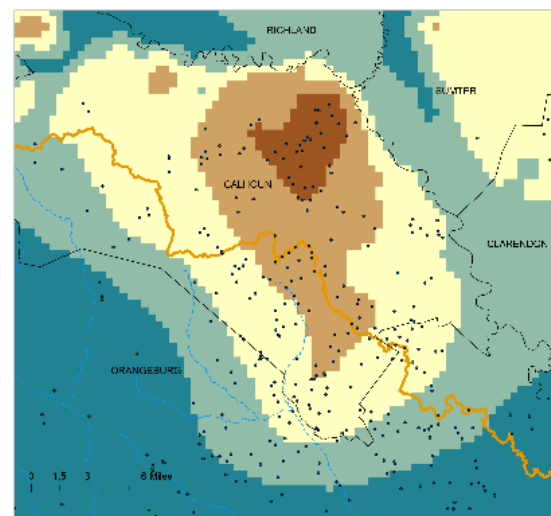 RICHLAND
SUMTER
CALHOUN
CLARENDON
ORANGEBURG
0 1.5 3 6 Miles